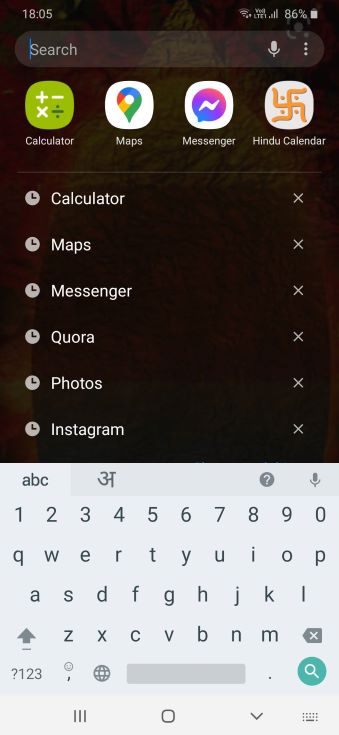 18:05 Vo)) LTE1 86%
Search
Calculator Maps Messenger Hindu Calendar
Calculator
Maps
Messenger
Quora
Photos
Instagram
abc अ
1 2 3 4 5 6 7 8 9 0
q w e r t y u i o p
a s d f g h j k l
z x c v b n m
?123 , .